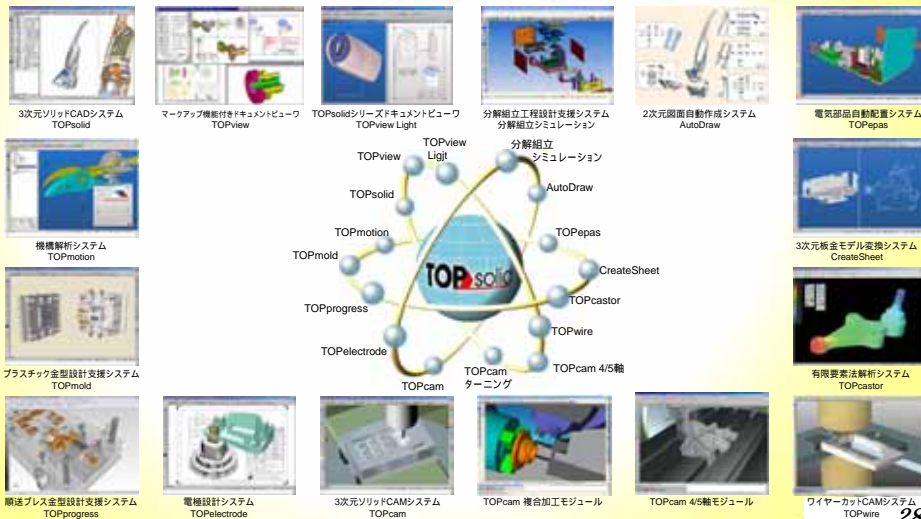 3次元ソリッドCADシステム
TOPsolid
マークアップ機能付きドキュメントビューワ
TOPview
TOPsolidシリーズドキュメントビューワ
TOPview Light
分解組立工程設計支援システム
分解組立シミュレーション
2次元図面自動作成システム
AutoDraw
電気部品自動配置システム
TOPepas
機構解析システム
TOPmotion
プラスチック金型設計支援システム
TOPmold
TOPview
TOPview
Ligjt
分解組立
シミュレーション
TOPsolid
AutoDraw
TOPmotion
TOPepas
TOPmold
CreateSheet
TOPsolid
TOPprogress
TOPcastor
TOPwire
TOPelectrode
TOPcam 4/5軸
TOPcam
TOPcam
ターニング
3次元板金モデル変換システム
CreateSheet
有限要素法解析システム
TOPcastor
順送プレス金型設計支援システム
TOPprogress
電極設計システム
TOPelectrode
3次元ソリッドCAMシステム
TOPcam
TOPcam 複合加工モジュール
TOPcam 4/5軸モジュール
ワイヤーカットCAMシステム
TOPwire
28